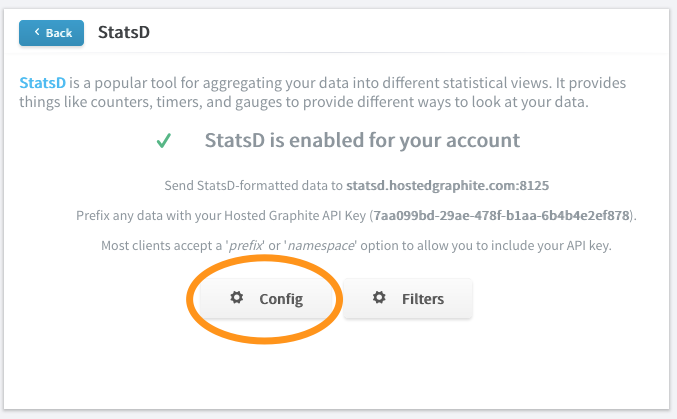 Back StatsD
StatsD is a popular tool for aggregating your data into different statistical views. It provides
things like counters, timers, and gauges to provide different ways to look at your data.
StatsD is enabled for your account
Send StatsD-formatted data to statsd.hostedgraphite.com:8125
Prefix any data with your Hosted Graphite API Key (7aa099bd-29ae-478f-b1aa-6b4b4e2ef878).
Most clients accept a 'prefix' or 'namespace' option to allow you to include your API key.
Config Filters